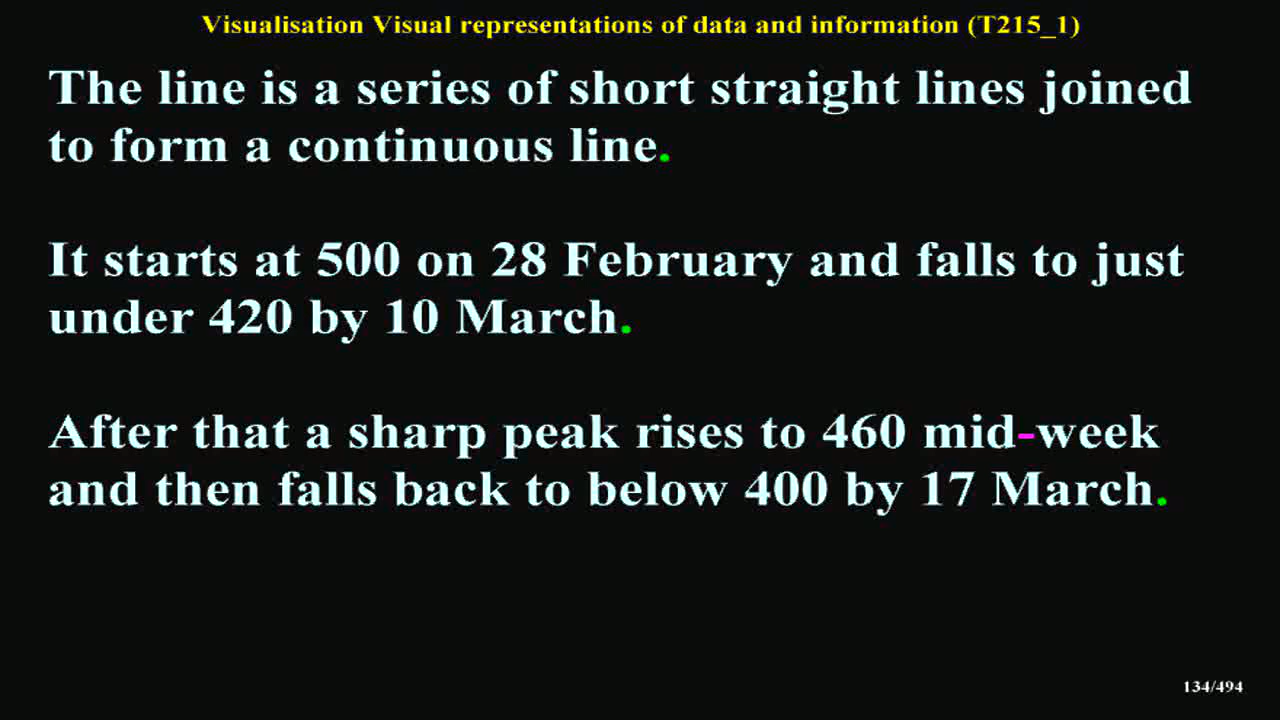 Visualisation Visual representations of data and information (T215_1)
The line is a series of short straight lines joined
to form a continuous line.
It starts at 500 on 28 February and falls to just
under 420 by 10 March.
After that a sharp peak rises to 460 mid-week
and then falls back to below 400 by 17 March.
134/494